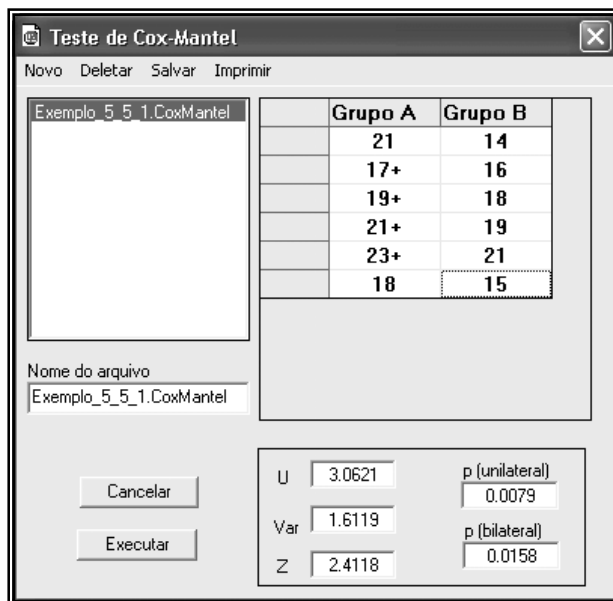 Teste de Cox-Mantel
Novo Deletar Salvar Imprimir
Exemplo_5_5_1.CoxMantel
Grupo A Grupo B
21 14
17+ 16
19+ 18
21+ 19
23+ 21
18 15
Nome do arquivo
Exemplo_5_5_1.CoxMantel
Cancelar
Executar
U 3.0621
Var 1.6119
Z 2.4118
p (unilateral)
0.0079
p (bilateral)
0.0158